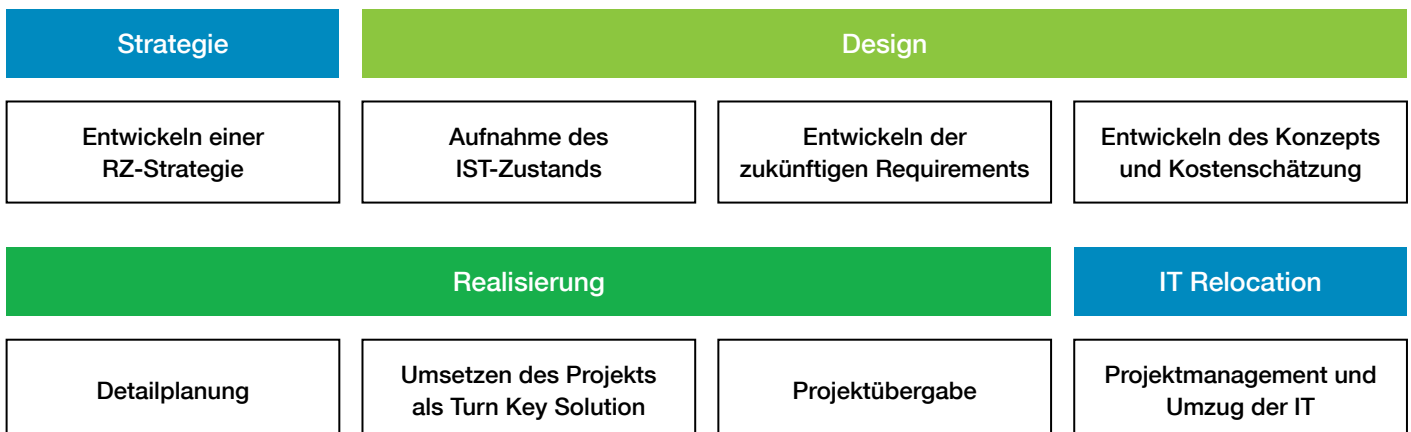 Strategie
Design
Entwickeln einer
RZ-Strategie
Aufnahme des
IST-Zustands
Entwickeln der
zukünftigen Requirements
Entwickeln des Konzepts
und Kostenschätzung
Realisierung
IT Relocation
Detailplanung
Umsetzen des Projekts
als Turn Key Solution
Projektübergabe
Projektmanagement und
Umzug der IT